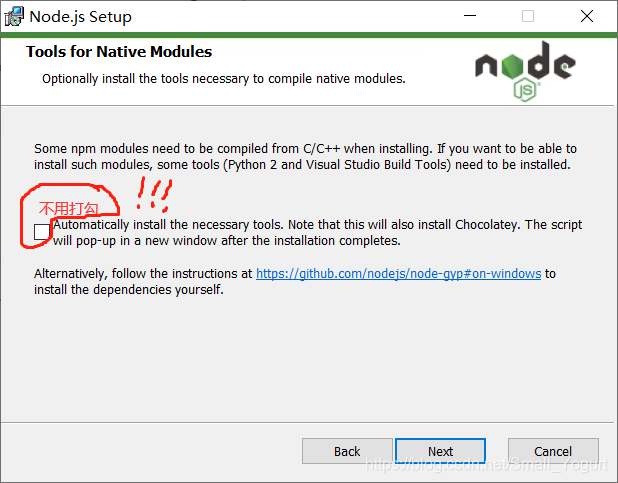 Node.js Setup
Tools for Native Modules
Optionally install the tools necessary to compile native modules.
node
JS
Some npm modules need to be compiled from C/C++ when installing. If you want to be able to
install such modules, some tools (Python 2 and Visual Studio Build Tools) need to be installed.
不用打勾
!!!
Automatically install the necessary tools. Note that this will also install Chocolatey. The script
will pop-up in a new window after the installation completes.
Alternatively, follow the instructions at https://github.com/nodejs/node-gyp#on-windows to
install the dependencies yourself.
Back
Next
Cancel
https://blog.csdn.net/Small_Yogurt